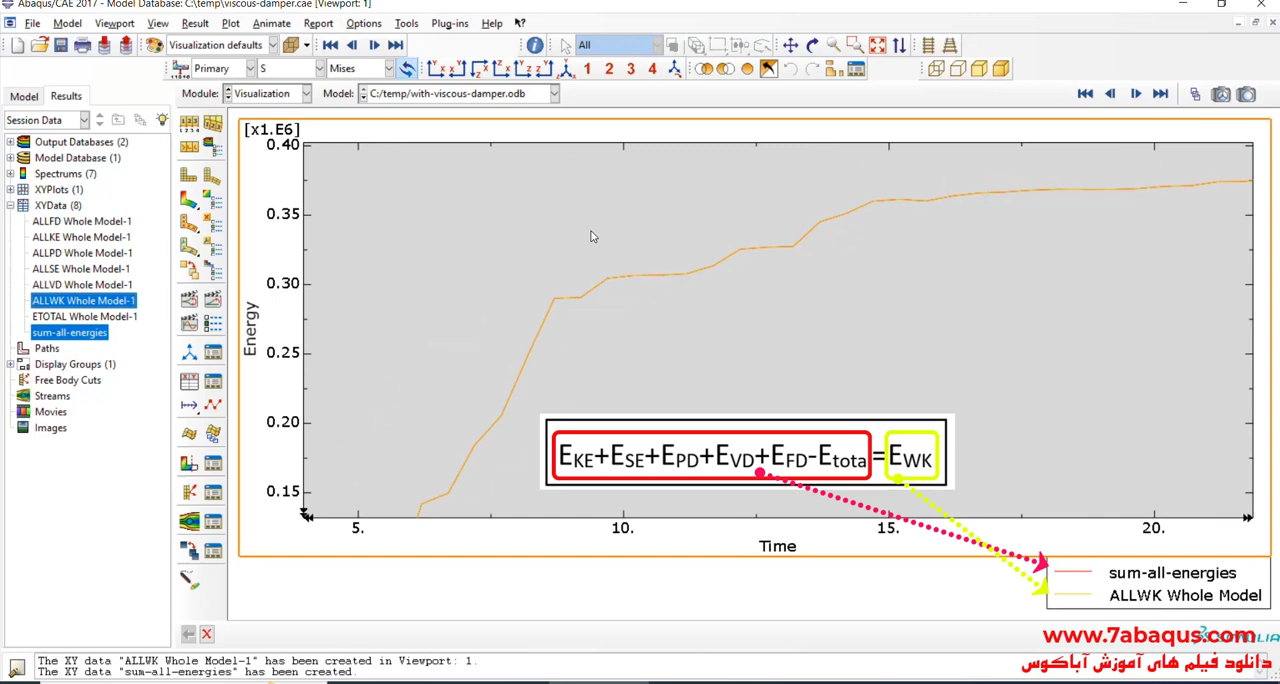 Abaqus/CAE 2017 - Model Database: C:\temp\viscous-damper.cae [Viewport: 1]
File Model Viewport View Result Plot Animate Report Options Tools Plug-ins Help
Visualization defaults
All
Primary S Mises
1 2 3 4
Model Results
Module: Visualization Model: C:/temp/with-viscous-damper.odb
Session Data
Output Databases (2)
Model Database (1)
Spectrums (7)
XYPlots (1)
XYData (8)
ALLFD Whole Model-1
ALLKE Whole Model-1
ALLPD Whole Model-1
ALLSE Whole Model-1
ALLVD Whole Model-1
ALLWK Whole Model-1
ETOTAL Whole Model-1
sum-all-energies
Paths
Display Groups (1)
Free Body Cuts
Streams
Movies
Images
[x1.E6]
0.40
0.35
0.30
0.25
0.20
0.15
Energy
5. 10. 15. 20.
Time
EKE+ESE+EPD+EVD+EFD-Etota=EWK
sum-all-energies
ALLWK Whole Model
www.7abaqus.com
دانلود فیلم های آموزش آباکوس
The XY data "ALLWK Whole Model-1" has been created in Viewport: 1.
The XY data "sum-all-energies" has been created.